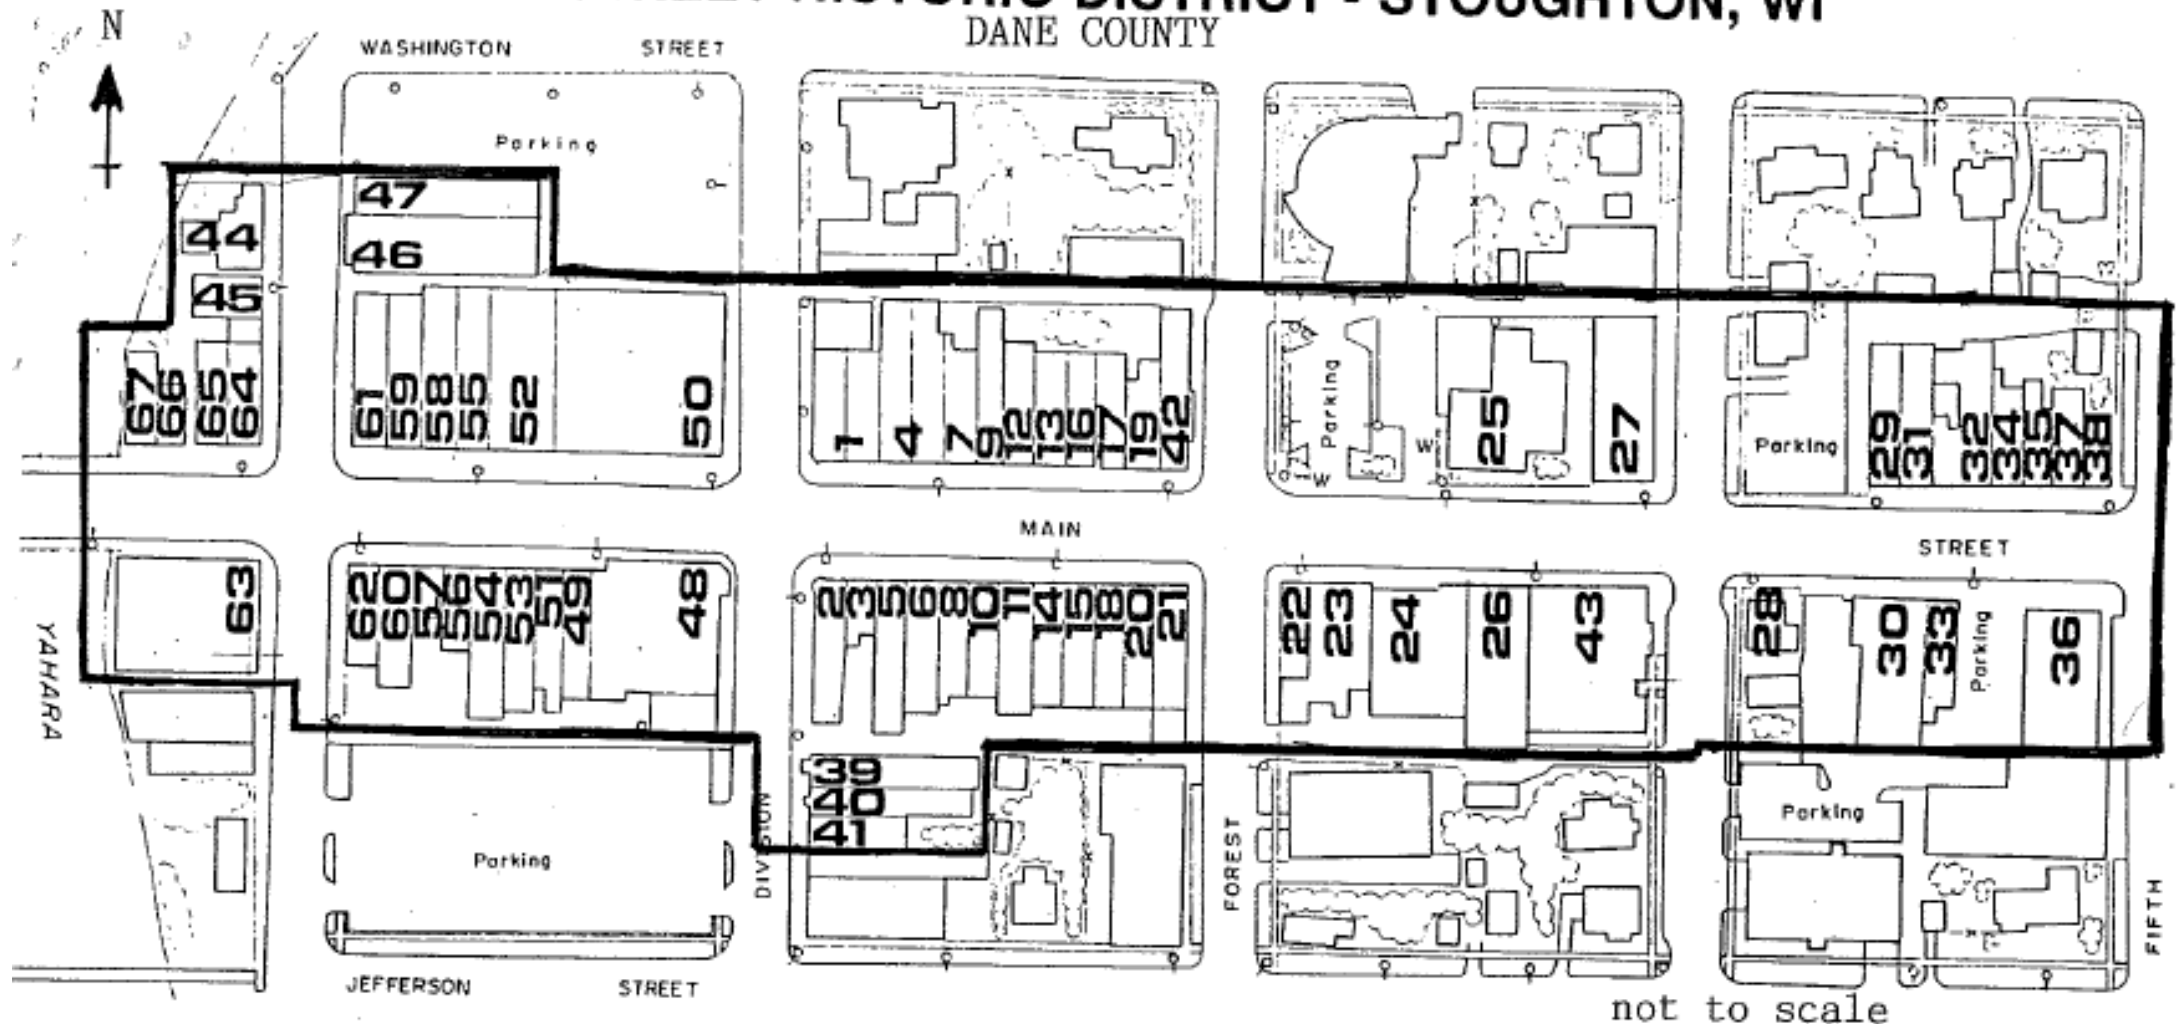 HISTORIC DISTRICT - STOUGHTON, WI
DANE COUNTY
N
WASHINGTON STREET
Parking
47
44
46
45
67 66 65 64
61 59 58 55 52 50
1 4 7 9 12 13 16 17 19 42
Parking
W
W
25 27
Parking
29 31 32 34 35 37 38
MAIN STREET
63
62 60 57 56 54 53 51 49 48
2 3 5 6 8 10 11 14 15 18 20 21
22 23 24 26 43
28 30 33
Parking
36
YAHARA
39
40
41
DIVISION
Parking
FOREST
Parking
FIFTH
JEFFERSON STREET
not to scale